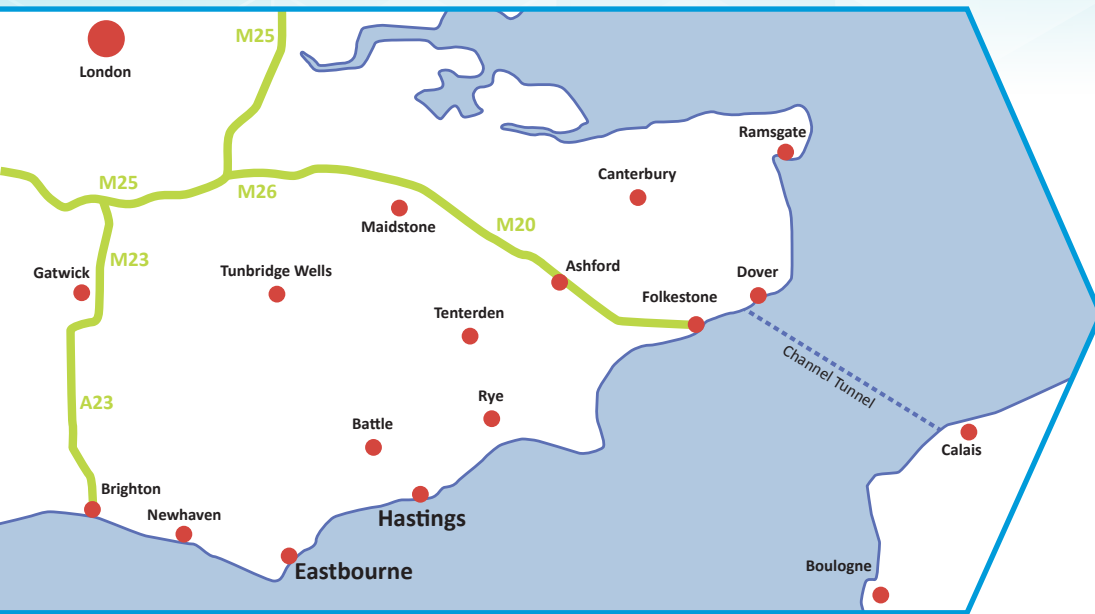 M25
London
Ramsgate
Canterbury
M25
M26
Maidstone
M20
M23
Gatwick
Tunbridge Wells
Ashford
Dover
Folkestone
Tenterden
Channel Tunnel
A23
Rye
Battle
Calais
Brighton
Newhaven
Hastings
Eastbourne
Boulogne